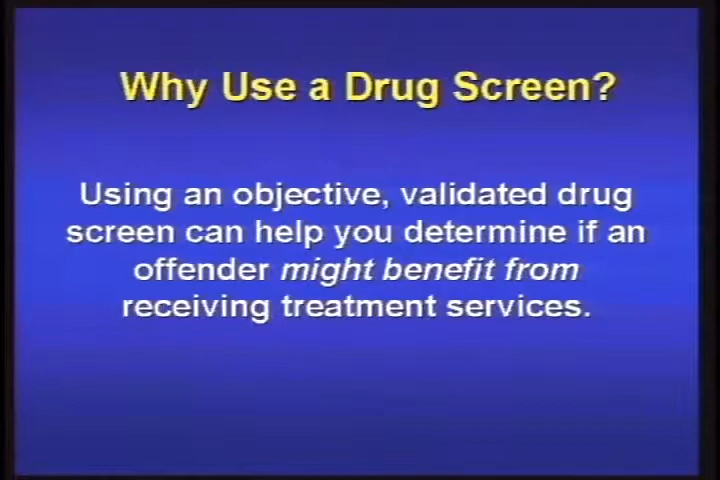 Why Use a Drug Screen?
Using an objective, validated drug
screen can help you determine if an
offender might benefit from
receiving treatment services.